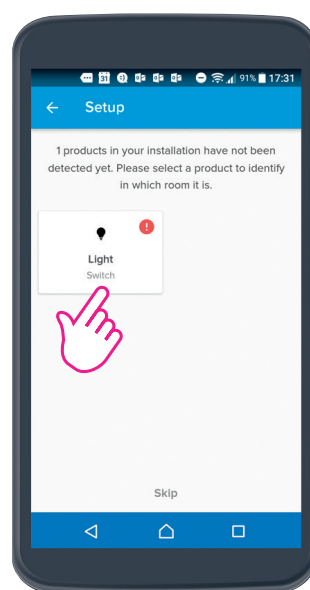 31 91% 17:31
Setup
1 products in your installation have not been
detected yet. Please select a product to identify
in which room it is.
Light
Switch
Skip